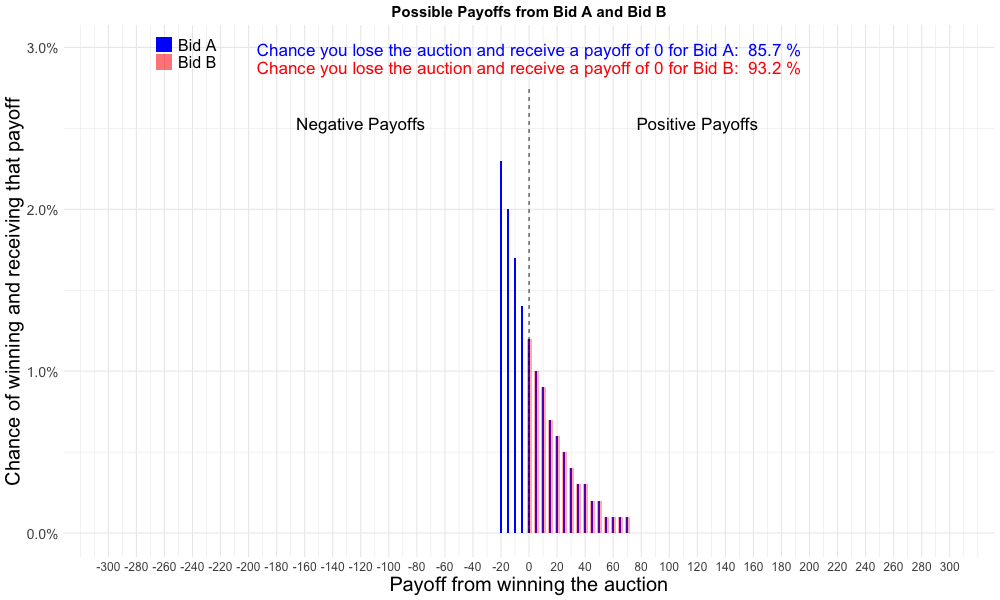 Possible Payoffs from Bid A and Bid B
Bid A
Bid B
Chance you lose the auction and receive a payoff of 0 for Bid A:  85.7 %
Chance you lose the auction and receive a payoff of 0 for Bid B:  93.2 %
Negative Payoffs
Positive Payoffs
Chance of winning and receiving that payoff
3.0%
2.0%
1.0%
0.0%
-300 -280 -260 -240 -220 -200 -180 -160 -140 -120 -100 -80 -60 -40 -20 0 20 40 60 80 100 120 140 160 180 200 220 240 260 280 300
Payoff from winning the auction